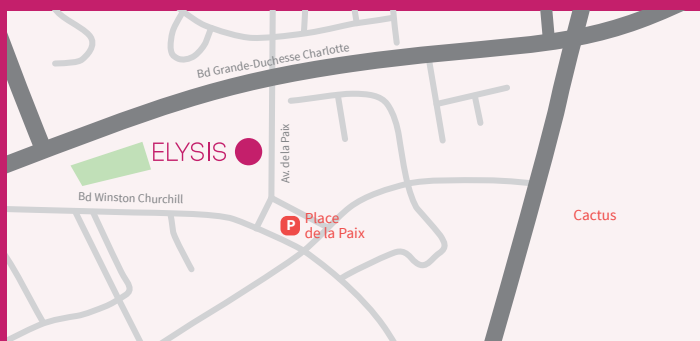 Bd Grande-Duchesse Charlotte
ELYSIS
Av. de la Paix
Bd Winston Churchill
P
Place
de la Paix
Cactus